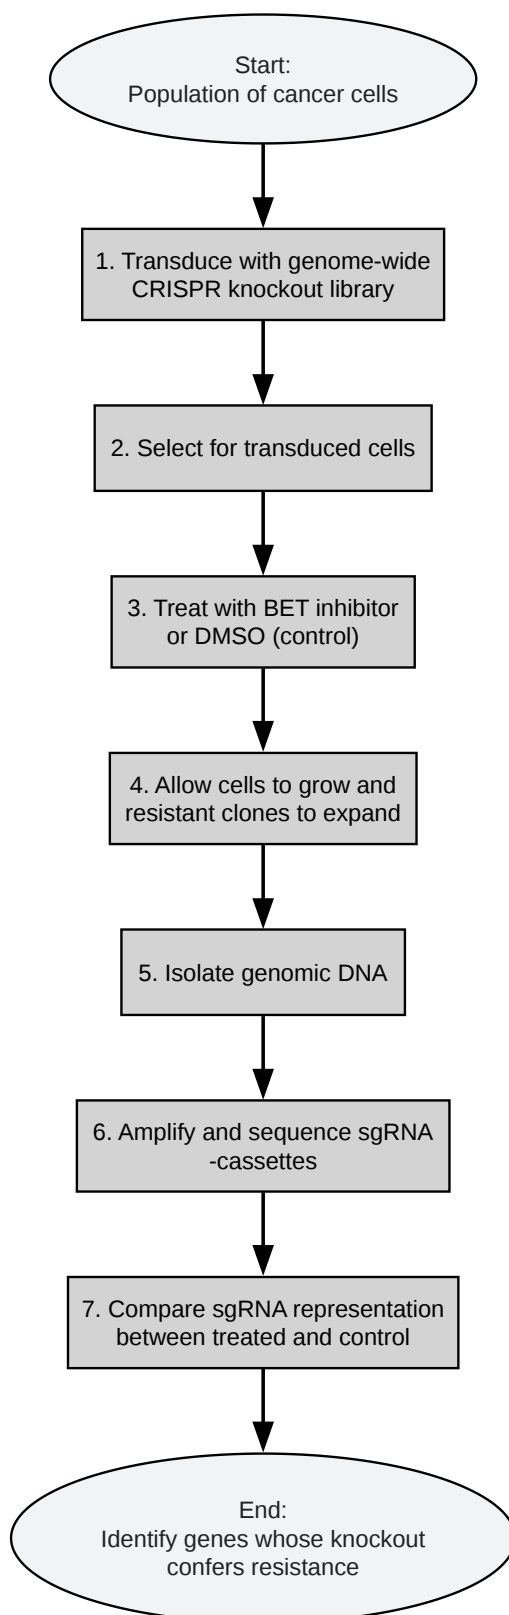 Start:
Population of cancer cells
1. Transduce with genome-wide
CRISPR knockout library
2. Select for transduced cells
3. Treat with BET inhibitor
or DMSO (control)
4. Allow cells to grow and
resistant clones to expand
5. Isolate genomic DNA
6. Amplify and sequence sgRNA
-cassettes
7. Compare sgRNA representation
between treated and control
End:
Identify genes whose knockout
confers resistance